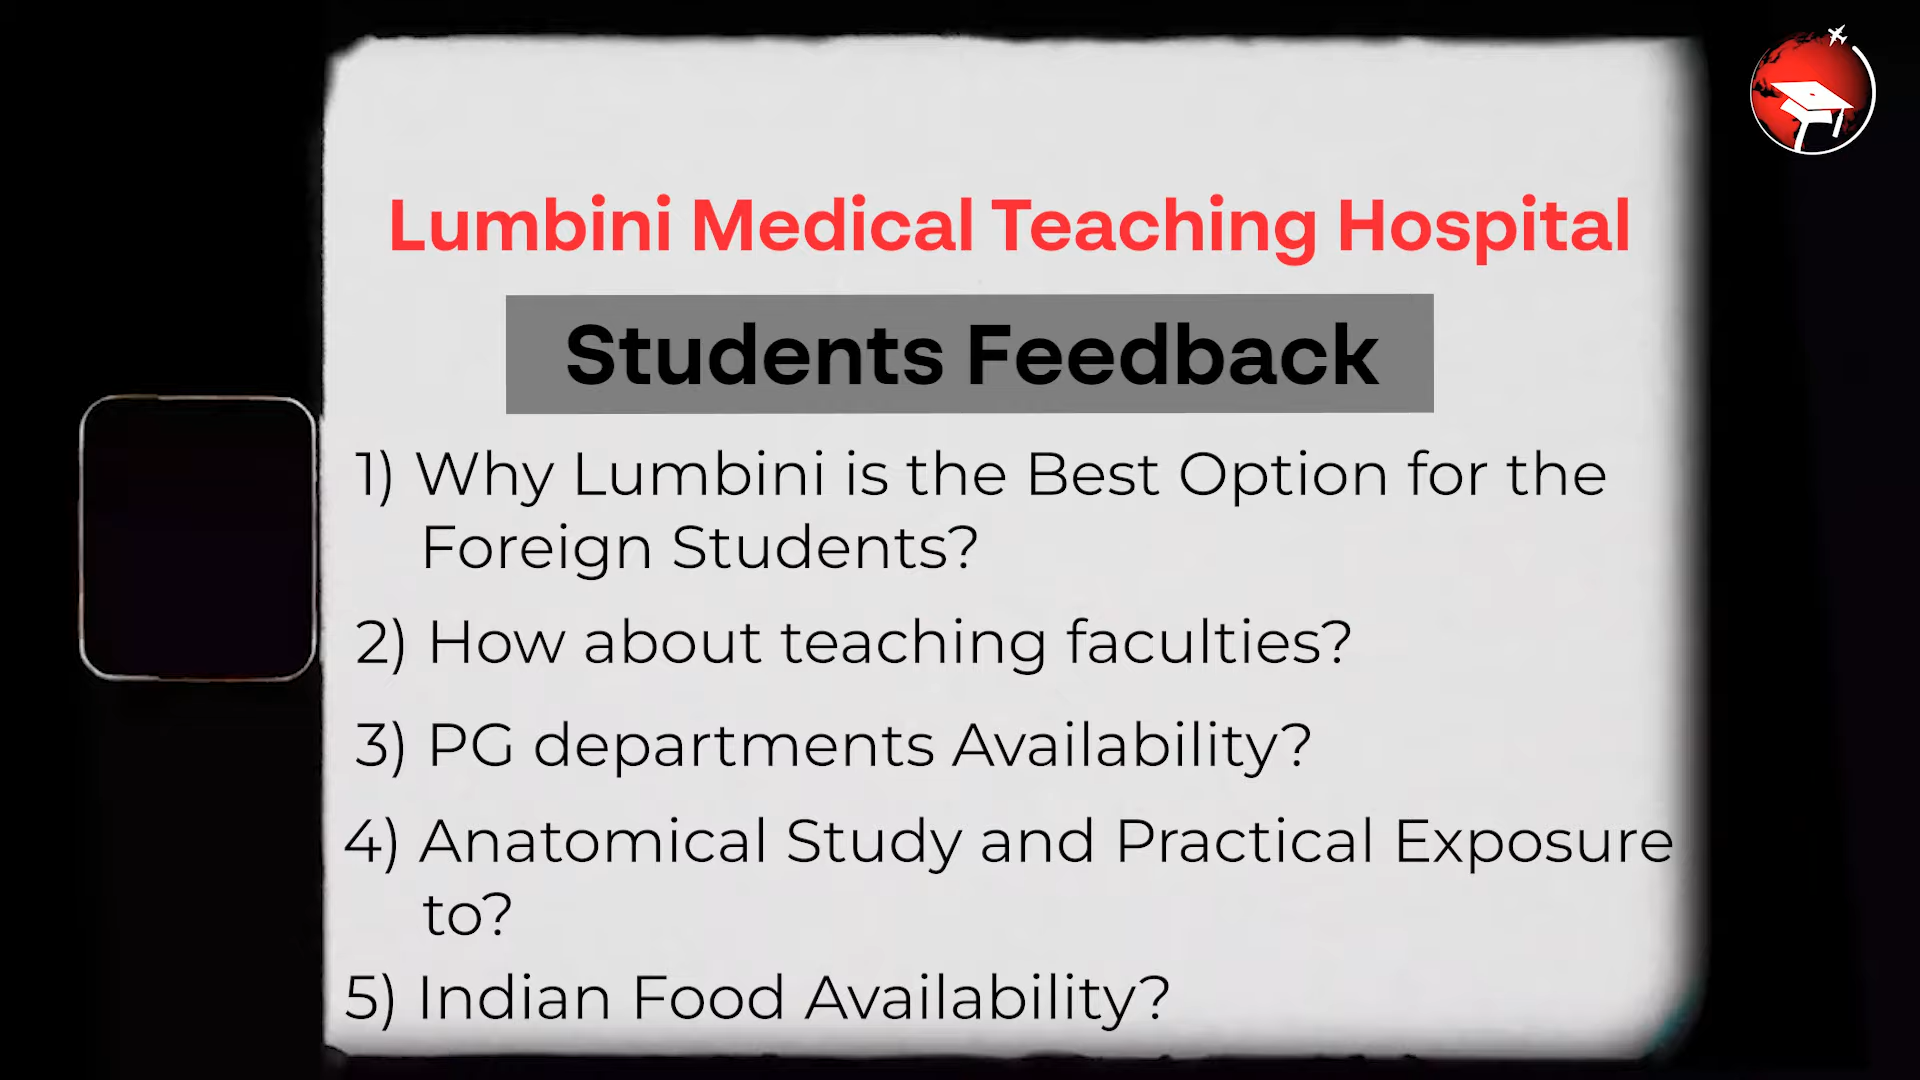 Lumbini Medical Teaching Hospital
Students Feedback
1) Why Lumbini is the Best Option for the
Foreign Students?
2) How about teaching faculties?
3) PG departments Availability?
4) Anatomical Study and Practical Exposure
to?
5) Indian Food Availability?